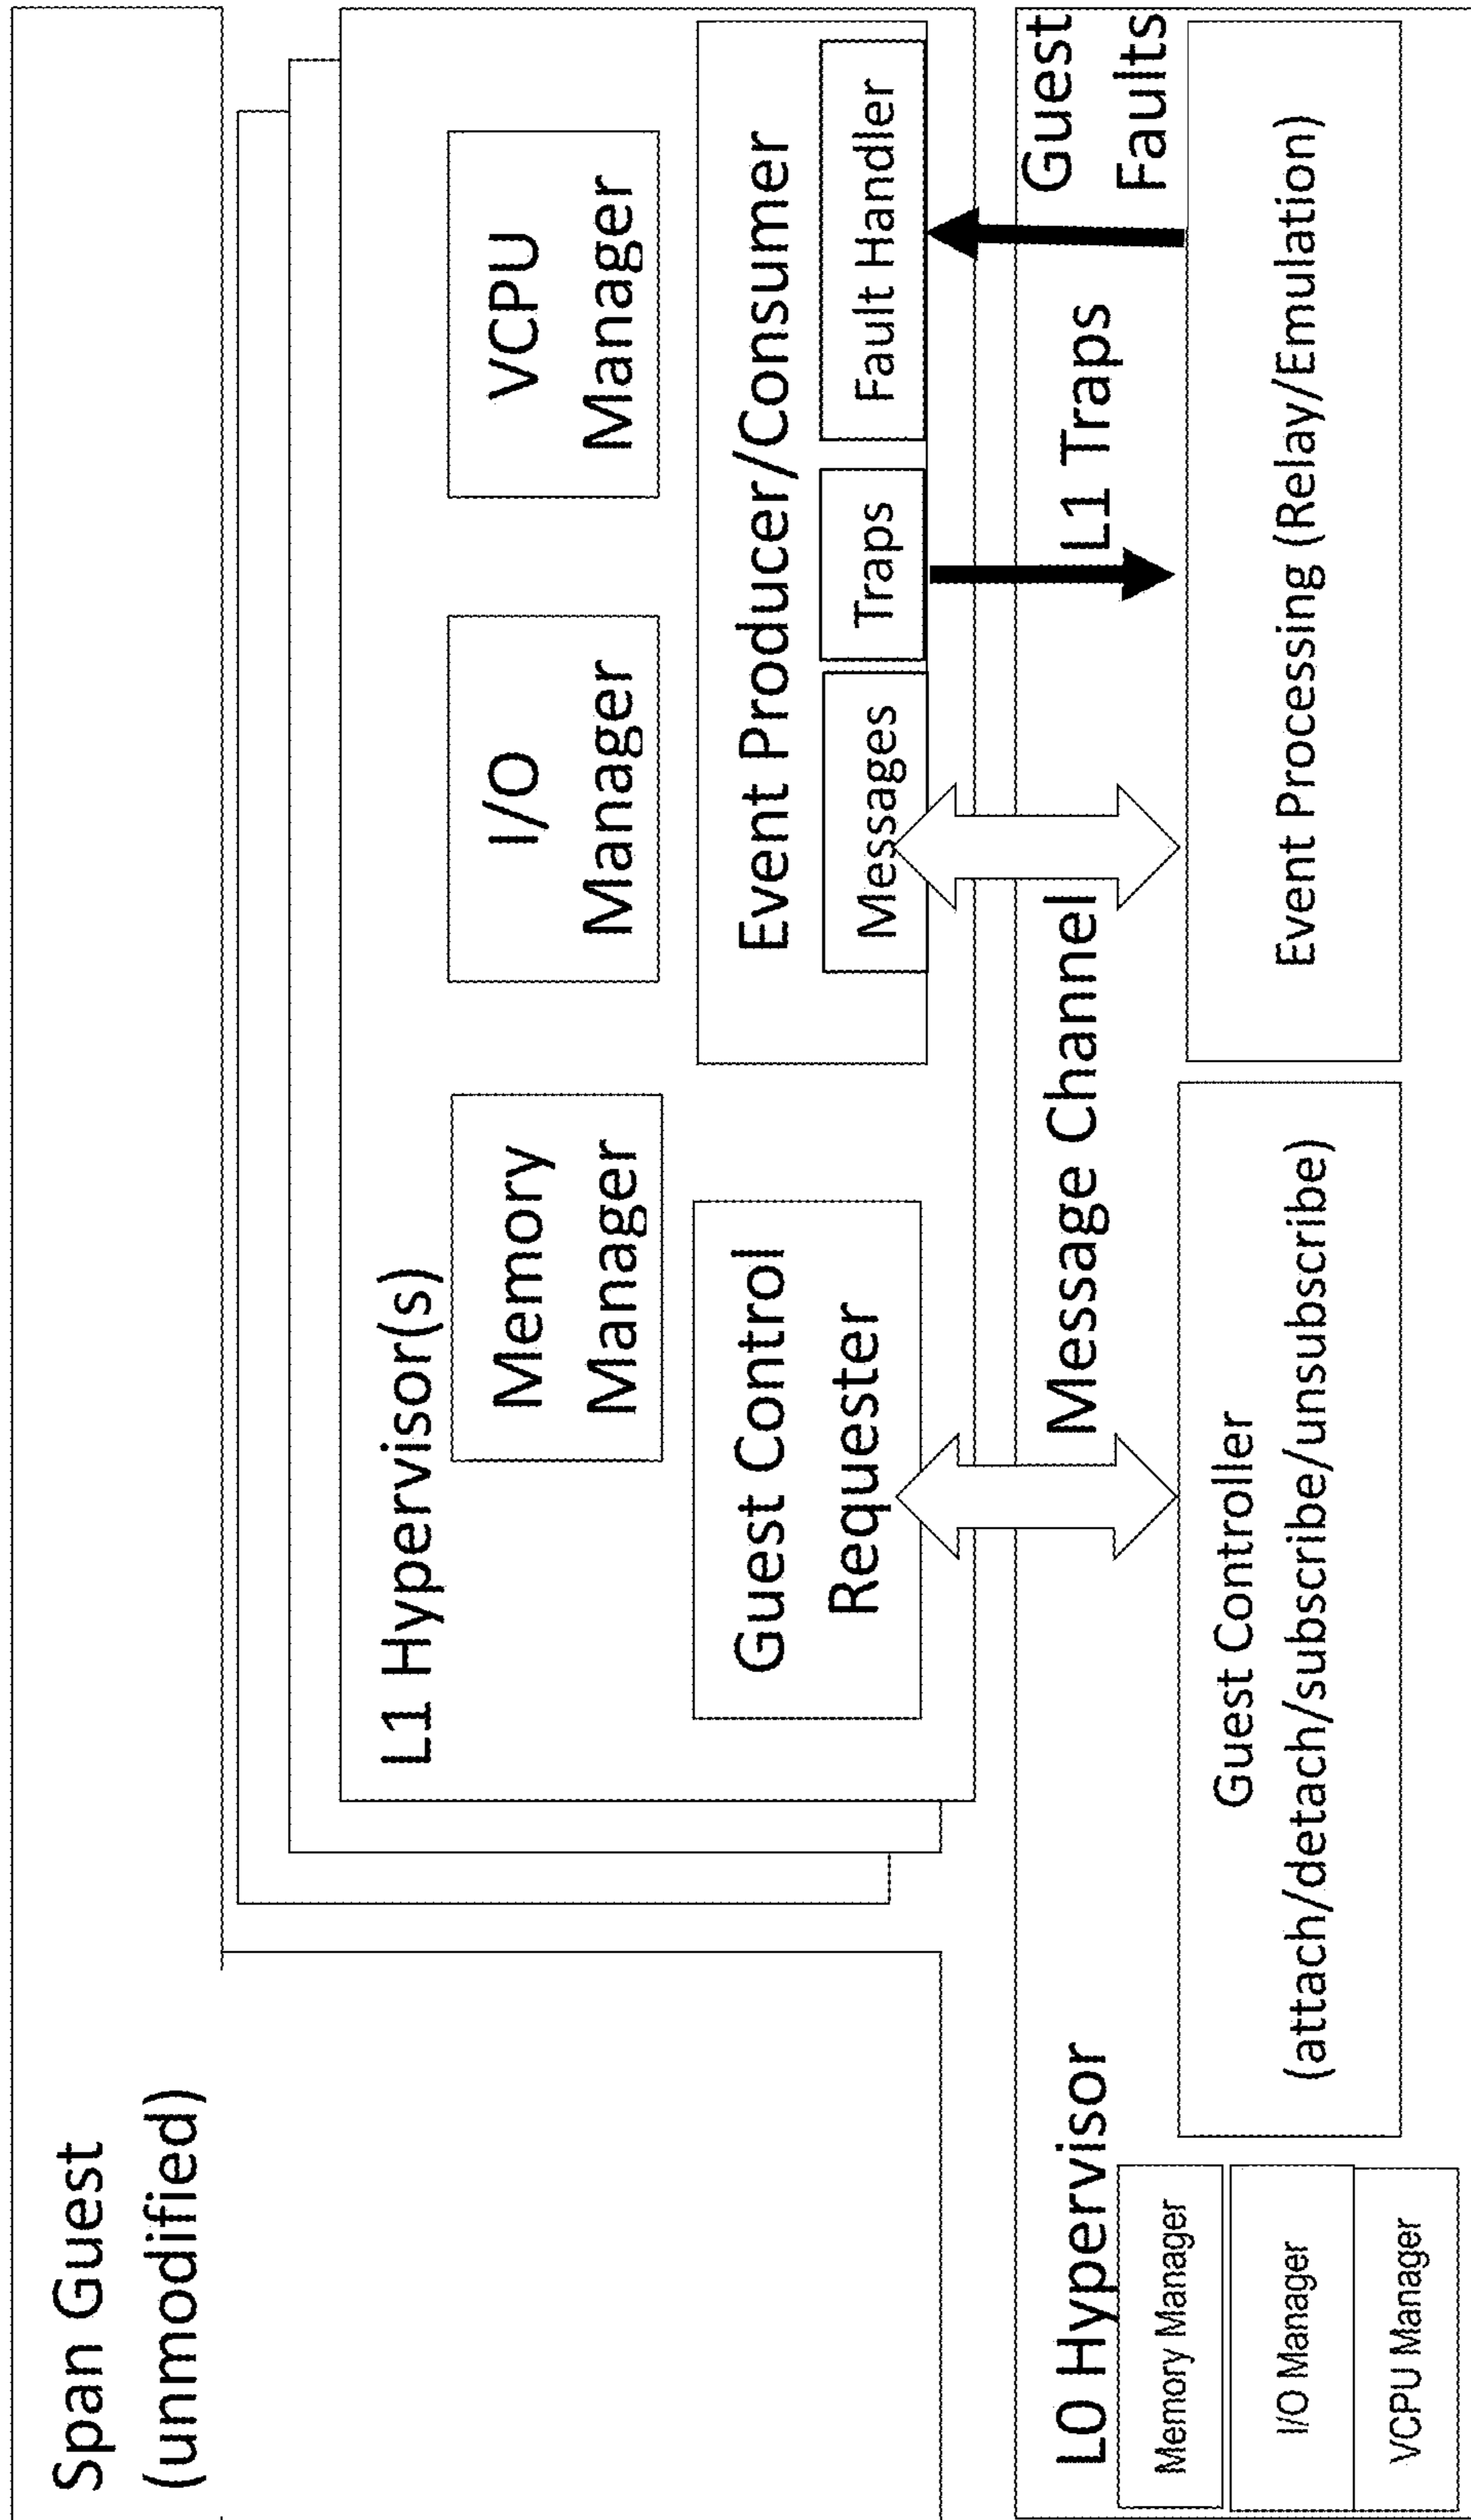 Span Guest
(unmodified)
L1 Hypervisor(s)
Memory
Manager
I/O
Manager
VCPU
Manager
Guest Control
Requester
Event Producer/Consumer
Messages
Traps
Fault Handler
L0 Hypervisor
Message Channel
L1 Traps
Guest
Faults
Memory Manager
I/O Manager
VCPU Manager
Guest Controller
(attach/detach/subscribe/unsubscribe)
Event Processing (Relay/Emulation)